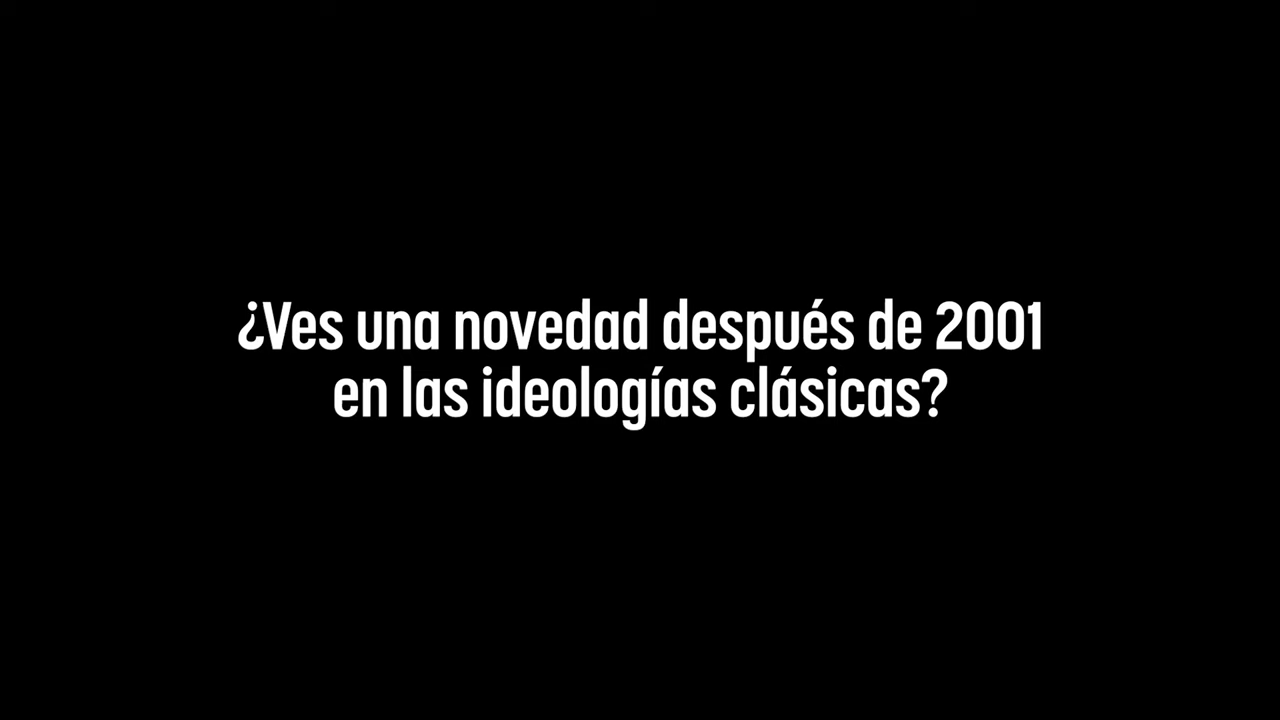 ¿Ves una novedad después de 2001
en las ideologías clásicas?